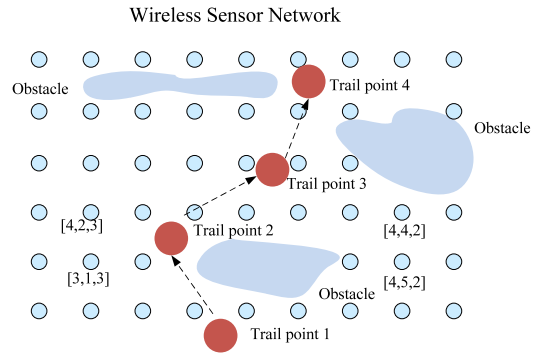 Wireless Sensor Network
Obstacle
Trail point 4
Obstacle
Trail point 3
[4,2,3]
Trail point 2
[4,4,2]
[3,1,3]
[4,5,2]
Obstacle
Trail point 1